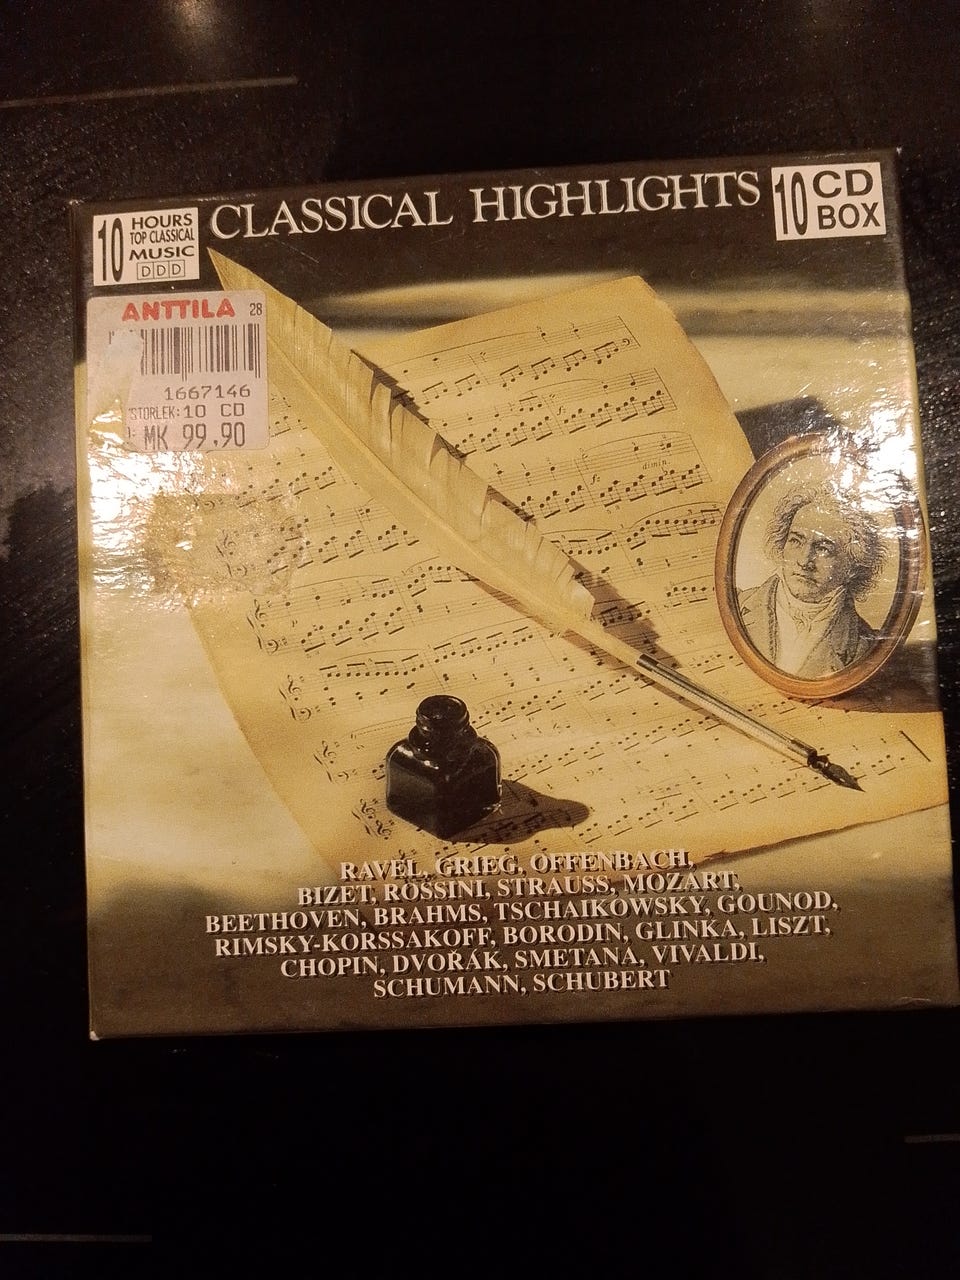 CLASSICAL HIGHLIGHTS
10 HOURS
TOP CLASSICAL
MUSIC
DDD
10 CD
BOX
ANTTILA 28
1667146
STORLEK: 10 CD
MK 99,90
dimin.
RAVEL, GRIEG, OFFENBACH,
BIZET, ROSSINI, STRAUSS, MOZART,
BEETHOVEN, BRAHMS, TSCHAIKOWSKY, GOUNOD,
RIMSKY-KORSSAKOFF, BORODIN, GLINKA, LISZT,
CHOPIN, DVOŘÁK, SMETANA, VIVALDI,
SCHUMANN, SCHUBERT